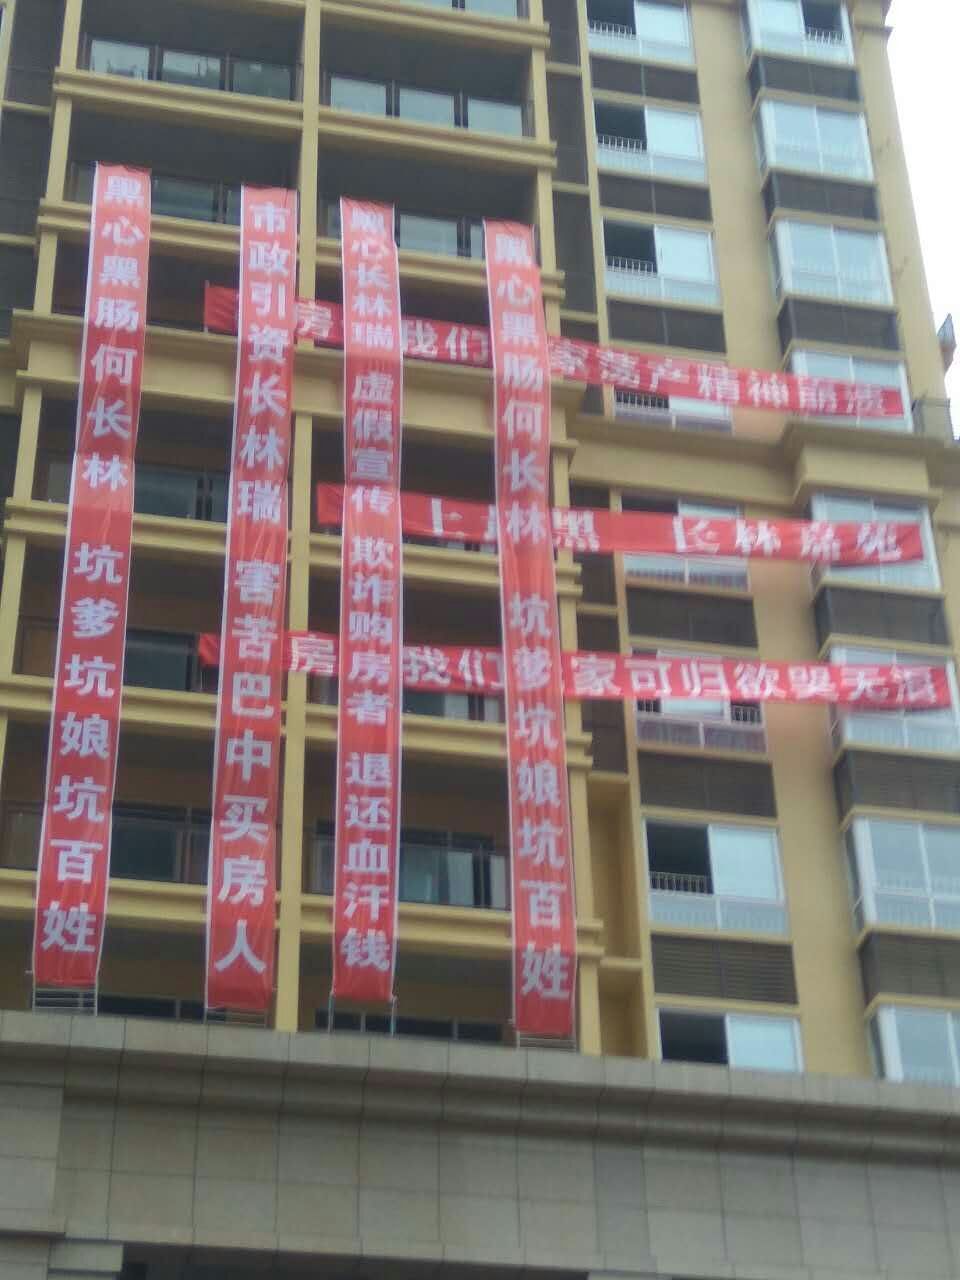 黑心黑肠何长林 坑爹坑娘坑百姓
市政引资长林瑞 害苦巴中买房人
黑心长林瑞 虚假宣传 欺诈购房者 退还血汗钱
黑心黑肠何长林 坑爹坑娘坑百姓
房 我们 家荡产精神崩溃
上 黑 长林
房 我们 家可归欲哭无泪